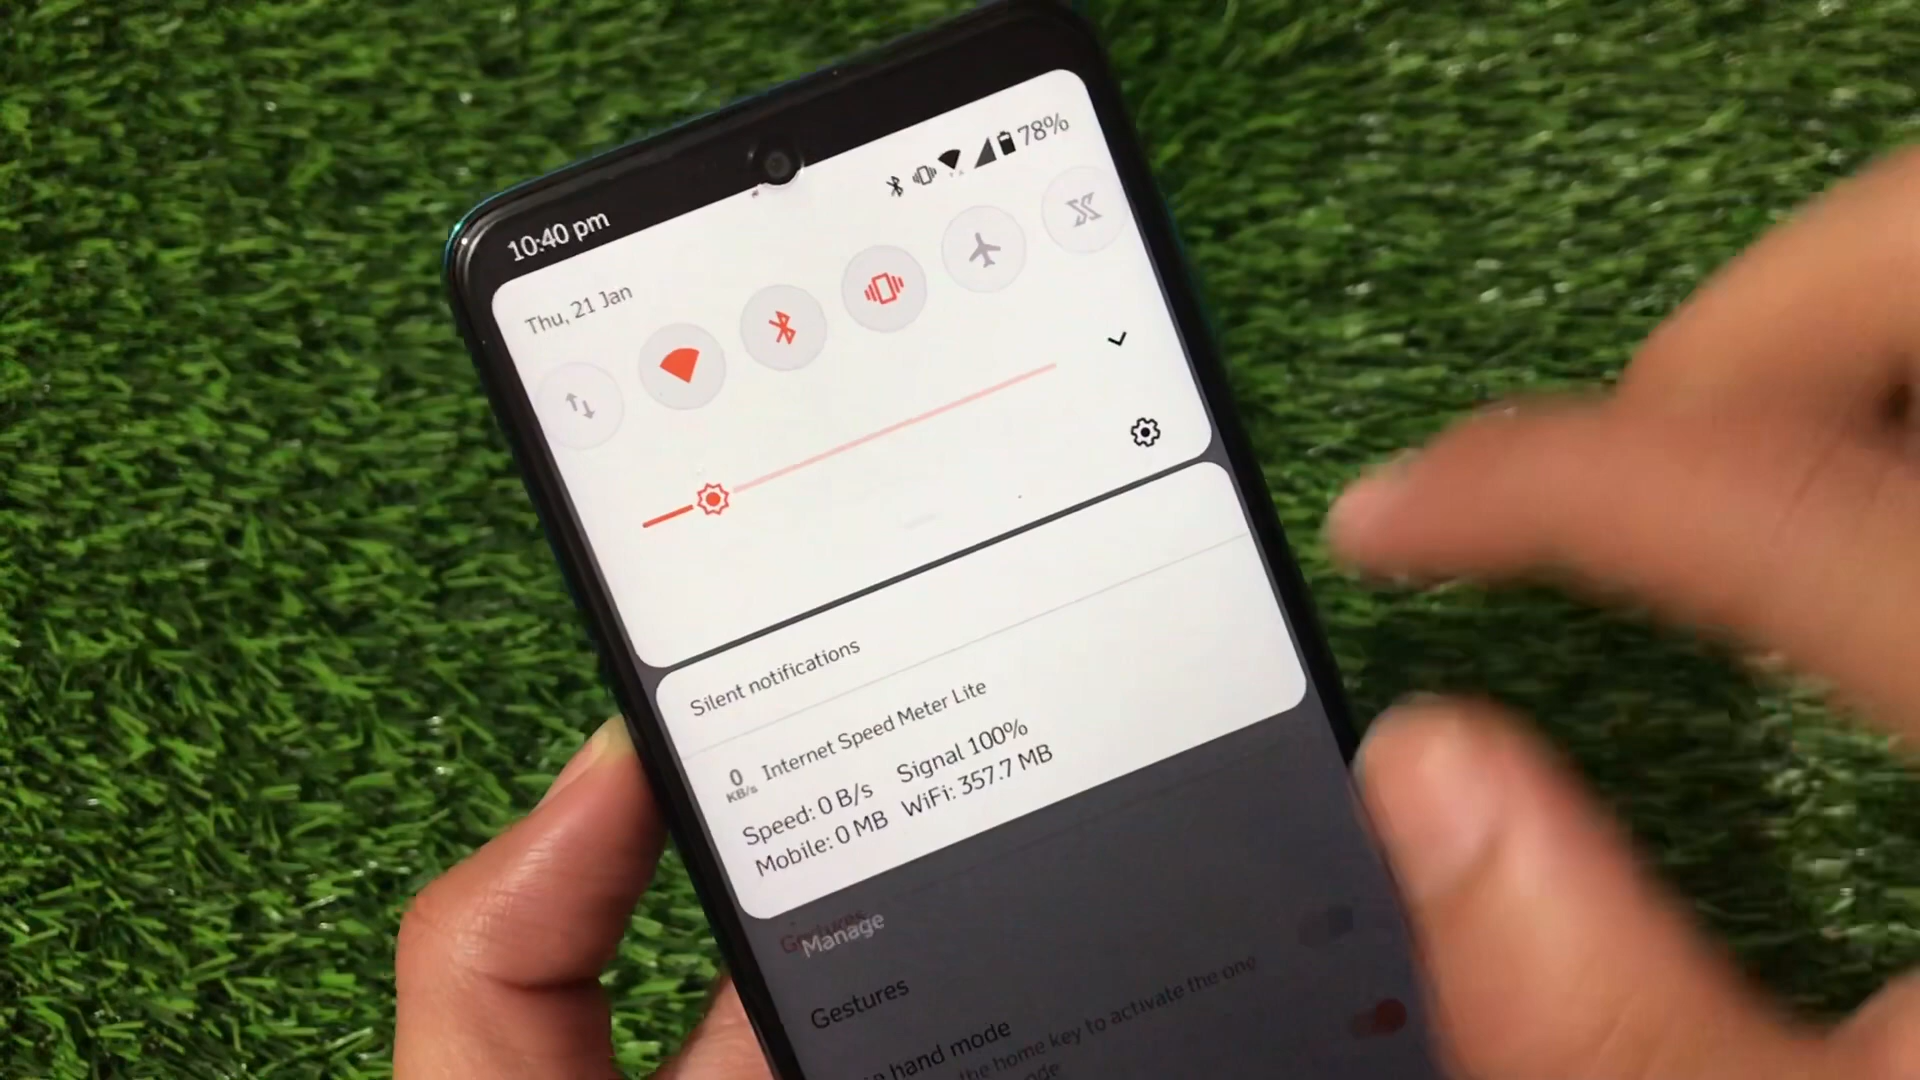 10:40 pm
78%
Thu, 21 Jan
Silent notifications
0
KB/s
Internet Speed Meter Lite
Speed: 0 B/s Signal 100%
Mobile: 0 MB WiFi: 357.7 MB
Gestures
Manage
Gestures
hand mode
the home key to activate the one